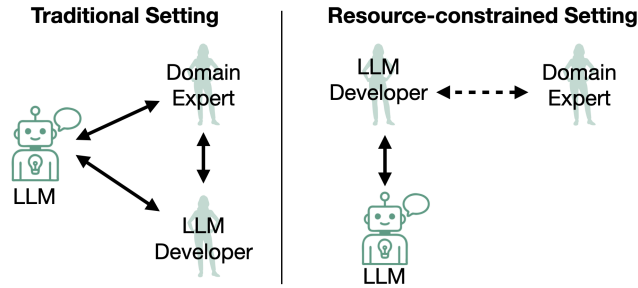 Traditional Setting
Domain
Expert
LLM
LLM
Developer
Resource-constrained Setting
LLM
Developer
Domain
Expert
LLM